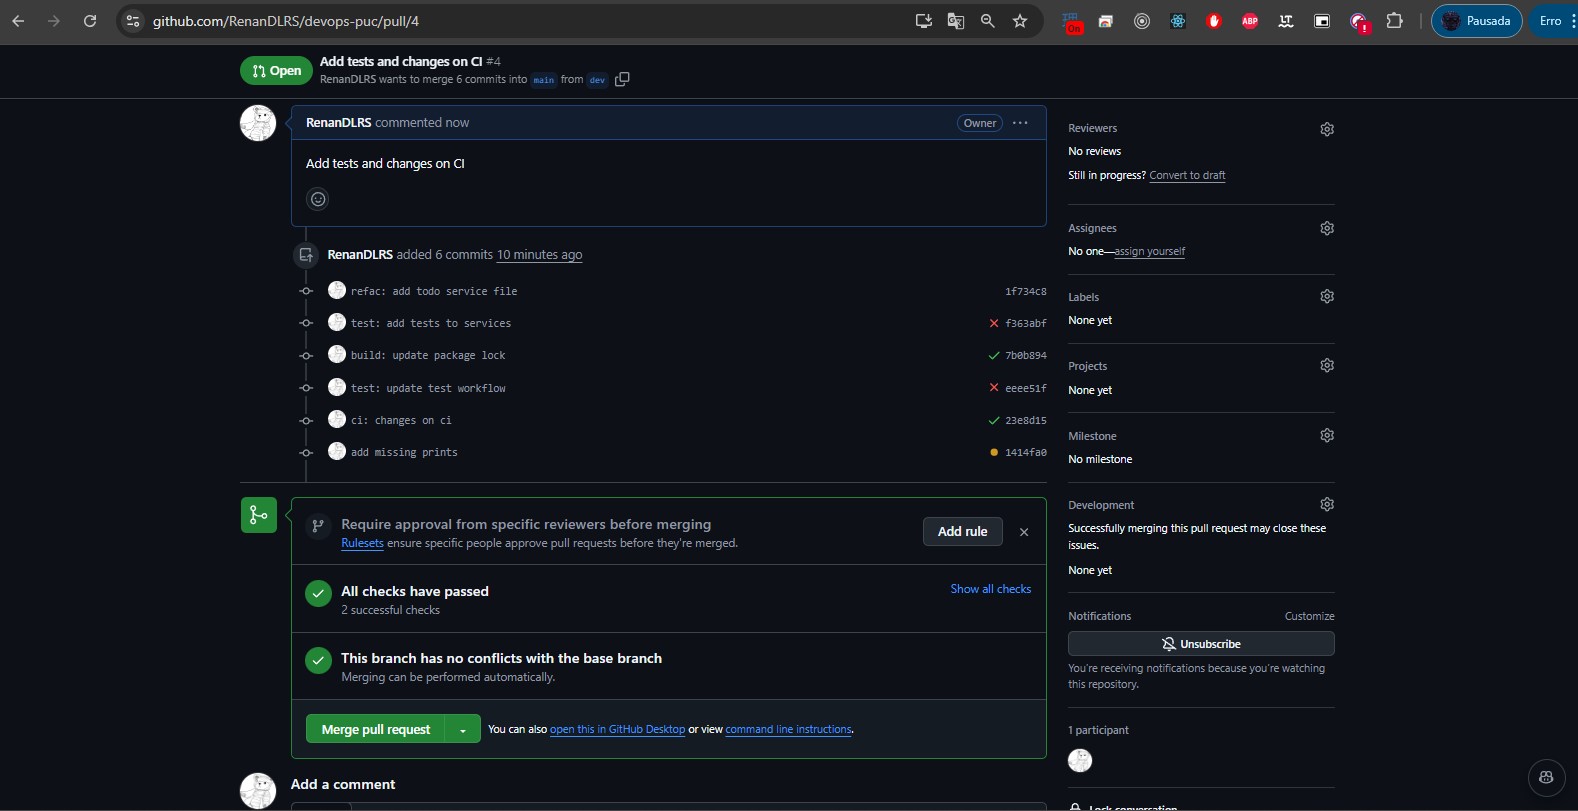 github.com/RenanDLRS/devops-puc/pull/4
On
ABP
Pausada
Erro
Open
Add tests and changes on CI #4
RenanDLRS wants to merge 6 commits into main from dev
RenanDLRS commented now
Owner
Add tests and changes on CI
RenanDLRS added 6 commits 10 minutes ago
refac: add todo service file 1f734c8
test: add tests to services f363abf
build: update package lock 7b0b894
test: update test workflow eeee51f
ci: changes on ci 23e8d15
add missing prints 1414fa0
Require approval from specific reviewers before merging
Rulesets ensure specific people approve pull requests before they're merged.
Add rule
All checks have passed
2 successful checks
Show all checks
This branch has no conflicts with the base branch
Merging can be performed automatically.
Merge pull request
You can also open this in GitHub Desktop or view command line instructions.
Add a comment
Reviewers
No reviews
Still in progress? Convert to draft
Assignees
No one—assign yourself
Labels
None yet
Projects
None yet
Milestone
No milestone
Development
Successfully merging this pull request may close these
issues.
None yet
Notifications
Customize
Unsubscribe
You're receiving notifications because you're watching
this repository.
1 participant
Lock conversation